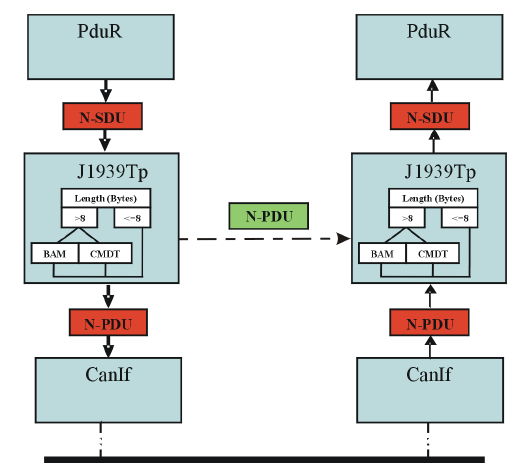 PduR
PduR
N-SDU
N-SDU
J1939Tp
J1939Tp
Length (Bytes)
>8
<=8
BAM
CMDT
N-PDU
Length (Bytes)
>8
<=8
BAM
CMDT
N-PDU
N-PDU
CanIf
CanIf